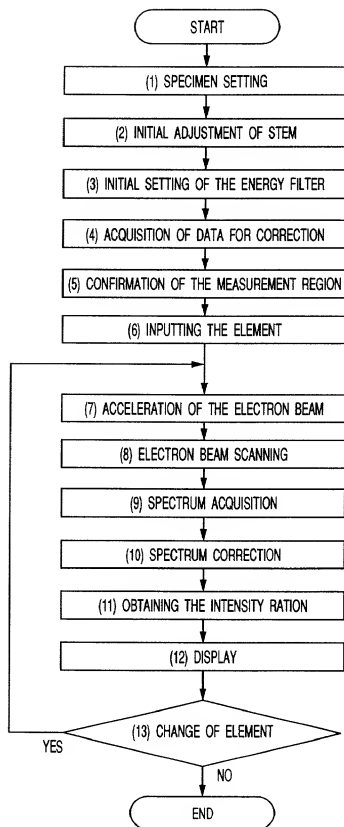 START
(1) SPECIMEN SETTING
(2) INITIAL ADJUSTMENT OF STEM
(3) INITIAL SETTING OF THE ENERGY FILTER
(4) ACQUISITION OF DATA FOR CORRECTION
(5) CONFIRMATION OF THE MEASUREMENT REGION
(6) INPUTTING THE ELEMENT
(7) ACCELERATION OF THE ELECTRON BEAM
(8) ELECTRON BEAM SCANNING
(9) SPECTRUM ACQUISITION
(10) SPECTRUM CORRECTION
(11) OBTAINING THE INTENSITY RATION
(12) DISPLAY
(13) CHANGE OF ELEMENT
YES
NO
END